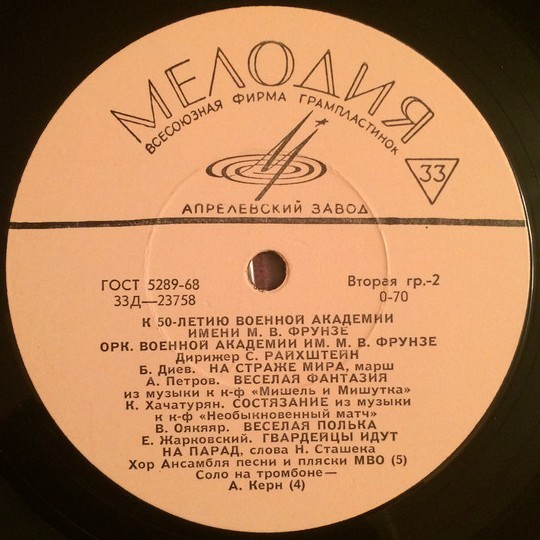 МЕЛОДИЯ
ВСЕСОЮЗНАЯ ФИРМА ГРАМПЛАСТИНОК
33
АПРЕЛЕВСКИЙ ЗАВОД
ГОСТ 5289-68 Вторая гр.-2
33Д—23758 0-70
К 50-ЛЕТИЮ ВОЕННОЙ АКАДЕМИИ
ИМЕНИ М. В. ФРУНЗЕ
ОРК. ВОЕННОЙ АКАДЕМИИ ИМ. М. В. ФРУНЗЕ
Дирижер С. РАЙХШТЕЙН
Б. Диев. НА СТРАЖЕ МИРА, марш
А. Петров. ВЕСЕЛАЯ ФАНТАЗИЯ
из музыки к к-ф «Мишель и Мишутка»
К. Хачатурян. СОСТЯЗАНИЕ из музыки
к к-ф «Необыкновенный матч»
В. Оякяяр. ВЕСЕЛАЯ ПОЛЬКА
Е. Жарковский. ГВАРДЕЙЦЫ ИДУТ
НА ПАРАД, слова Н. Сташека
Хор Ансамбля песни и пляски МВО (5)
Соло на тромбоне—
А. Керн (4)